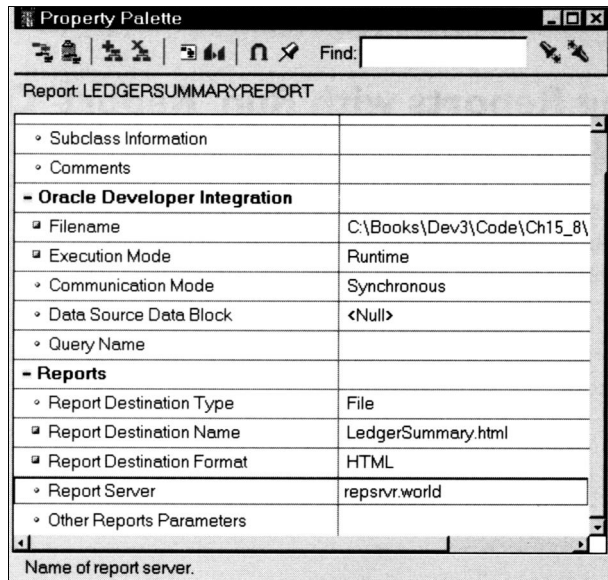 Property Palette
Find:
Report: LEDGERSUMMARYREPORT
Subclass Information
Comments
– Oracle Developer Integration
Filename C:\Books\Dev3\Code\Ch15_8\
Execution Mode Runtime
Communication Mode Synchronous
Data Source Data Block <Null>
Query Name
– Reports
Report Destination Type File
Report Destination Name LedgerSummary.html
Report Destination Format HTML
Report Server repsrvr.world
Other Reports Parameters
Name of report server.